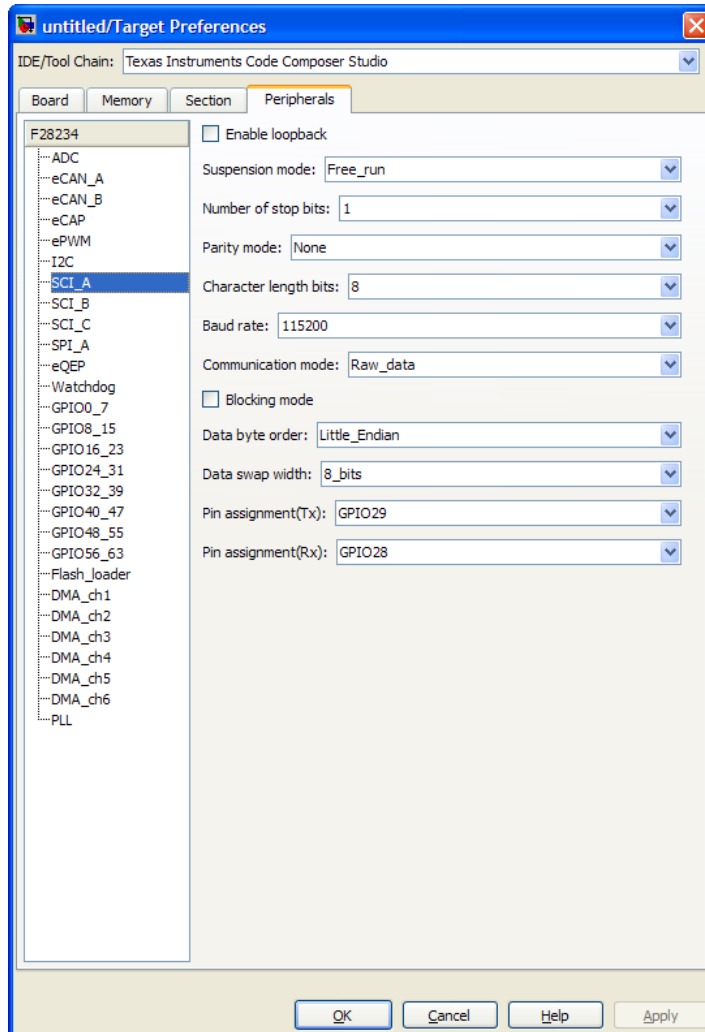 untitled/Target Preferences
IDE/Tool Chain: Texas Instruments Code Composer Studio
Board Memory Section Peripherals
F28234
ADC
eCAN_A
eCAN_B
eCAP
ePWM
I2C
SCI_A
SCI_B
SCI_C
SPI_A
eQEP
Watchdog
GPIO0_7
GPIO8_15
GPIO16_23
GPIO24_31
GPIO32_39
GPIO40_47
GPIO48_55
GPIO56_63
Flash_loader
DMA_ch1
DMA_ch2
DMA_ch3
DMA_ch4
DMA_ch5
DMA_ch6
PLL
Enable loopback
Suspension mode: Free_run
Number of stop bits: 1
Parity mode: None
Character length bits: 8
Baud rate: 115200
Communication mode: Raw_data
Blocking mode
Data byte order: Little_Endian
Data swap width: 8_bits
Pin assignment(Tx): GPIO29
Pin assignment(Rx): GPIO28
OK Cancel Help Apply